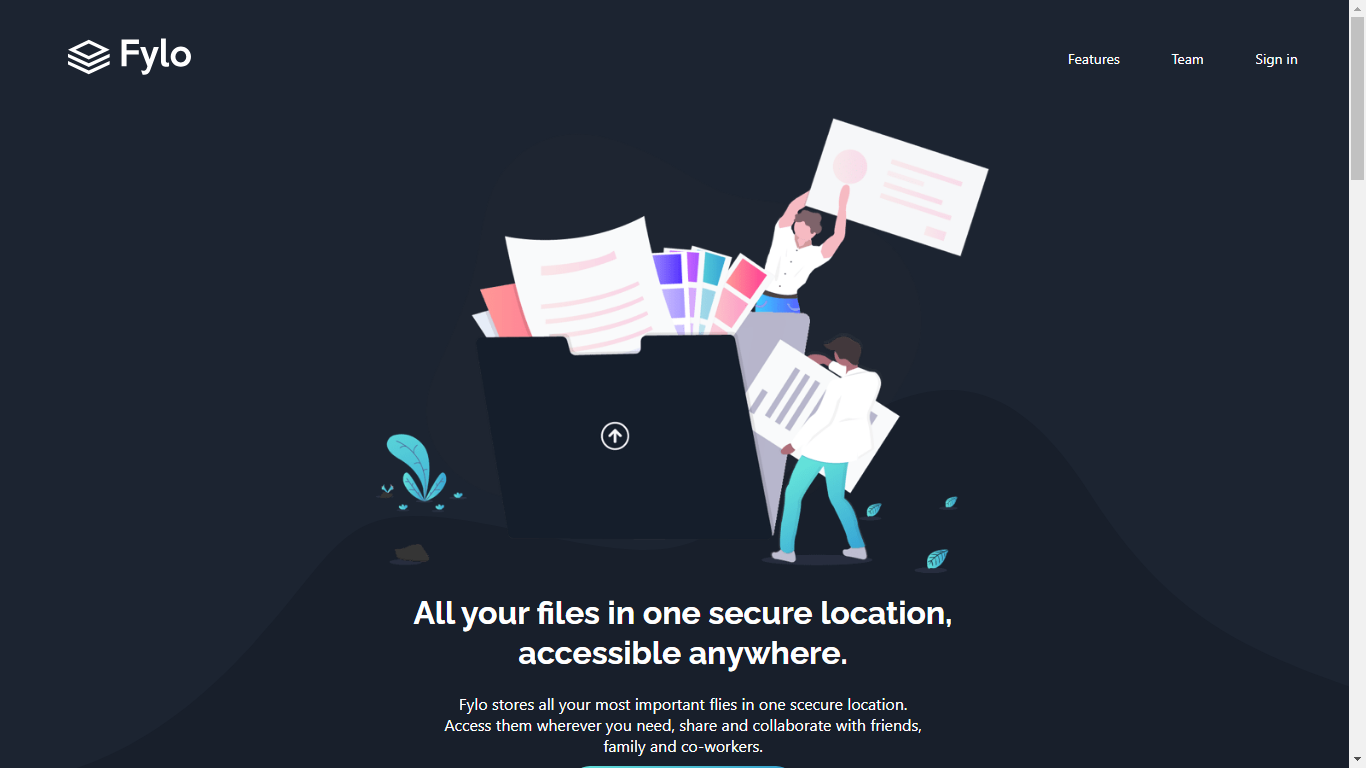 Fylo
Features
Team
Sign in
All your files in one secure location,
accessible anywhere.
Fylo stores all your most important flies in one scecure location.
Access them wherever you need, share and collaborate with friends,
family and co-workers.